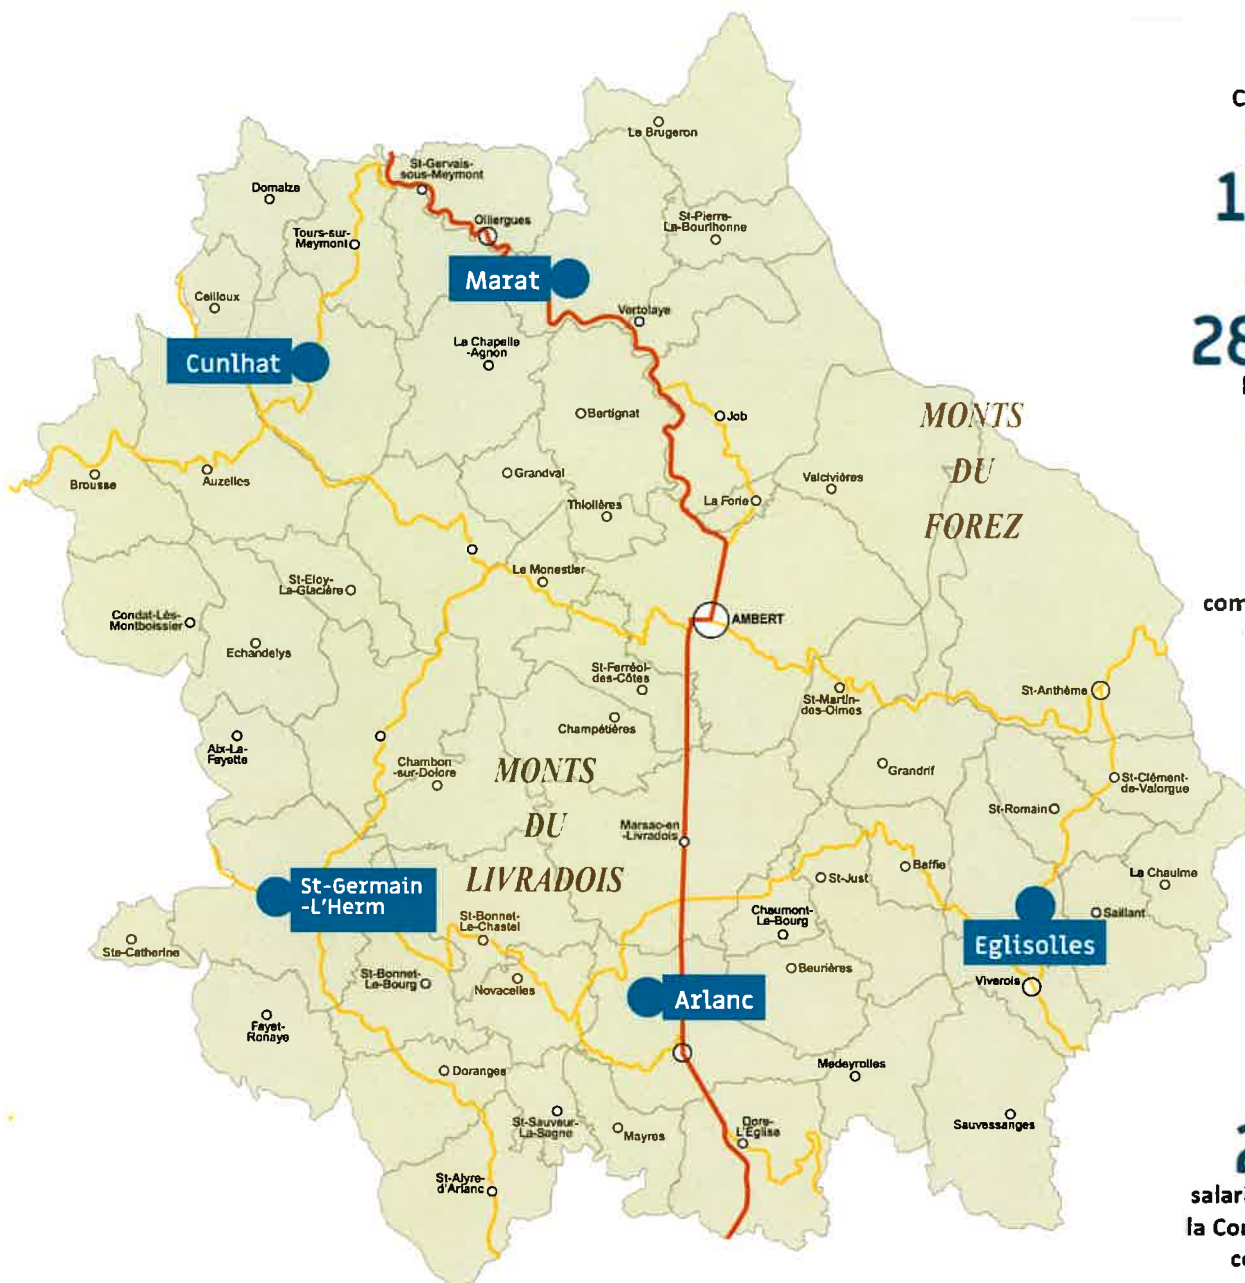 Le Brugeron
St-Gervais-
sous-Meymont
Domaize
Olliergues
St-Pierre-
La-Bourlhonne
Tours-sur-
Meymont
Marat
Ceilloux
Vertolaye
Cunlhat
La Chapelle
-Agnon
Bertignat
Job
MONTS
DU
FOREZ
Brousse
Auzelles
Grandval
Valcivières
Thiolières
La Forie
St-Eloy-
La-Glacière
Le Monestier
Condat-Lès-
Montboissier
Echandelys
AMBERT
St-Ferréol-
des-Côtes
St-Martin-
des-Olmes
St-Anthème
Champétières
Aix-La-
Fayette
Chambon
-sur-Dolore
MONTS
DU
LIVRADOIS
Grandrif
St-Clément-
de-Valorgue
St-Romain
Marsac-en
-Livradois
Baffie
St-Just
La Chaulme
St-Germain
-L'Herm
St-Bonnet-
Le-Chastel
Chaumont-
Le-Bourg
Saillant
Ste-Catherine
Eglisolles
St-Bonnet-
Le-Bourg
Novacelles
Beurières
Viverols
Arlanc
Fayet-
Ronaye
Doranges
Medeyrolles
St-Sauveur-
La-Sagne
Mayres
Dore-
L'Eglise
Sauvessanges
St-Alyre-
d'Arlanc
C
1
28
com
2
la Con